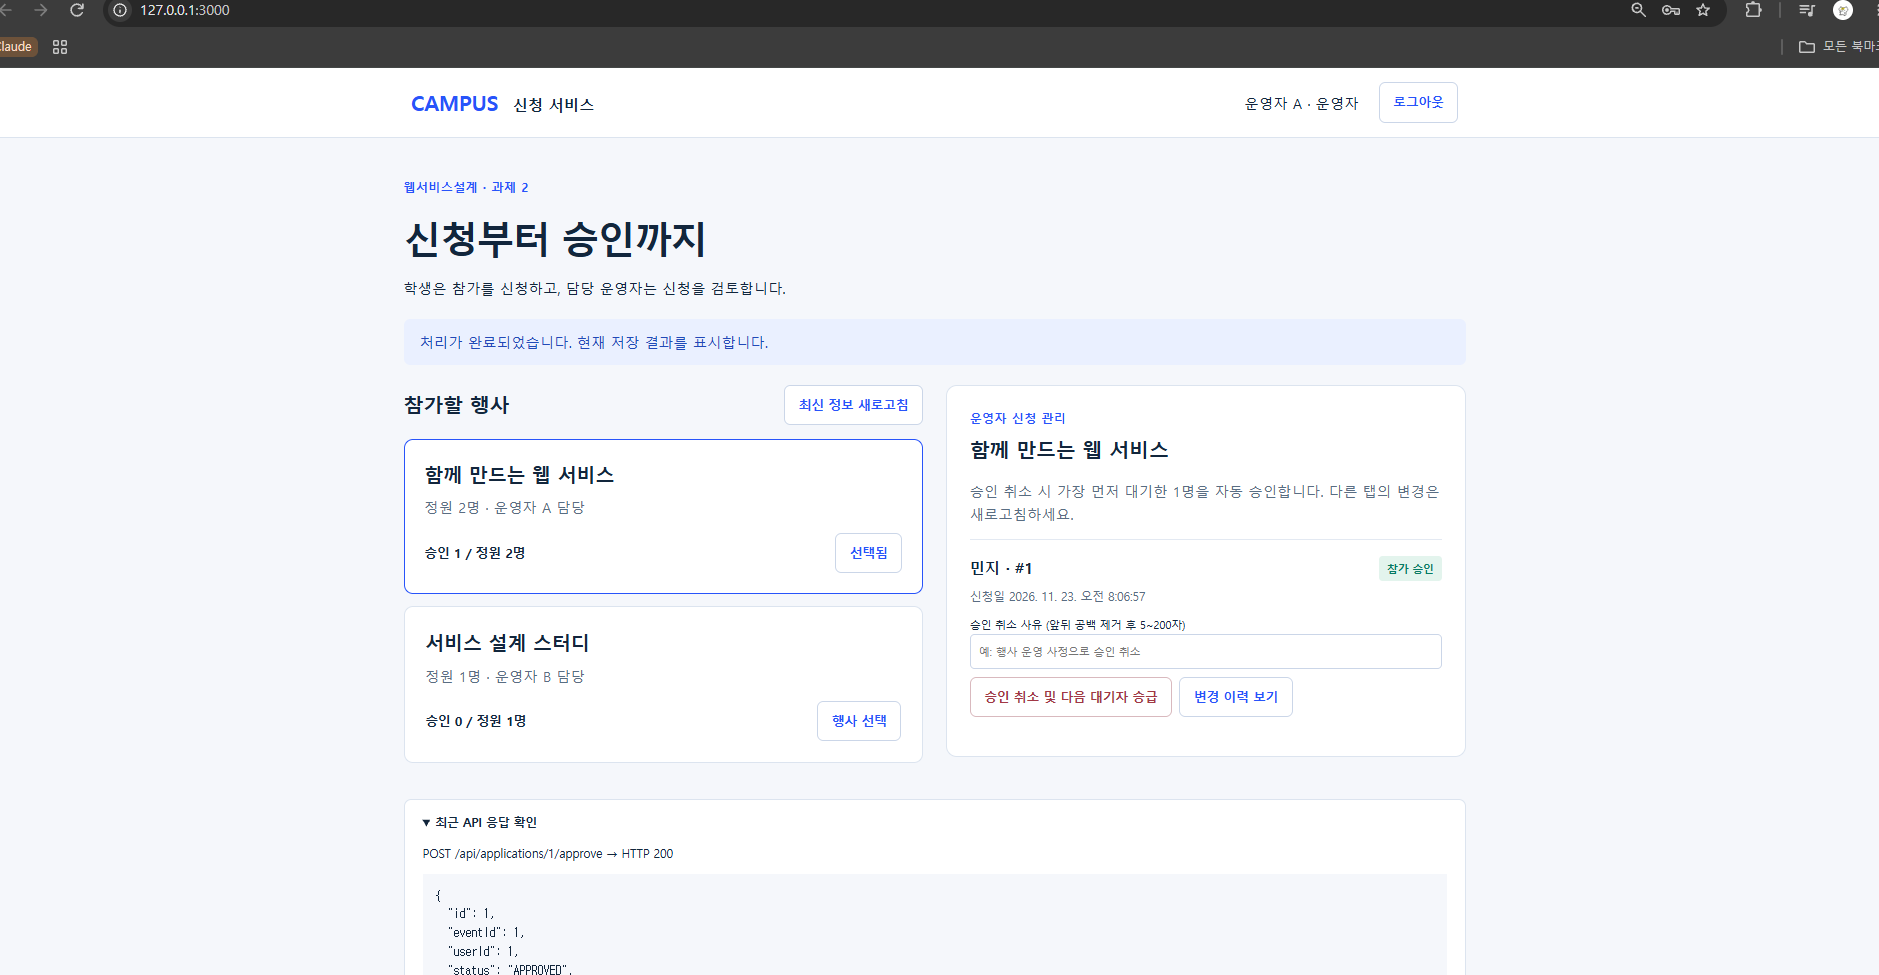 127.0.0.1:3000
Claude
모든 북마크
CAMPUS 신청 서비스
운영자 A · 운영자
로그아웃
웹서비스설계 · 과제 2
신청부터 승인까지
학생은 참가를 신청하고, 담당 운영자는 신청을 검토합니다.
처리가 완료되었습니다. 현재 저장 결과를 표시합니다.
참가할 행사
최신 정보 새로고침
함께 만드는 웹 서비스
정원 2명 · 운영자 A 담당
승인 1 / 정원 2명
선택됨
서비스 설계 스터디
정원 1명 · 운영자 B 담당
승인 0 / 정원 1명
행사 선택
운영자 신청 관리
함께 만드는 웹 서비스
승인 취소 시 가장 먼저 대기한 1명을 자동 승인합니다. 다른 탭의 변경은
새로고침하세요.
민지 · #1
참가 승인
신청일 2026. 11. 23. 오전 8:06:57
승인 취소 사유 (앞뒤 공백 제거 후 5~200자)
예: 행사 운영 사정으로 승인 취소
승인 취소 및 다음 대기자 승급
변경 이력 보기
▼ 최근 API 응답 확인
POST /api/applications/1/approve → HTTP 200
{
"id": 1,
"eventId": 1,
"userId": 1,
"status": "APPROVED",